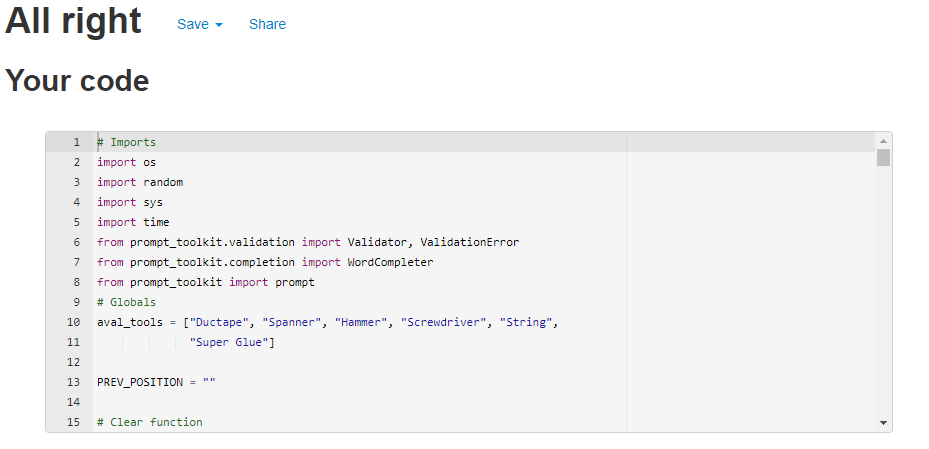 All right Save Share
Your code
1 # Imports
2 import os
3 import random
4 import sys
5 import time
6 from prompt_toolkit.validation import Validator, ValidationError
7 from prompt_toolkit.completion import WordCompleter
8 from prompt_toolkit import prompt
9 # Globals
10 aval_tools = ["Ductape", "Spanner", "Hammer", "Screwdriver", "String",
11 "Super Glue"]
12
13 PREV_POSITION = ""
14
15 # Clear function